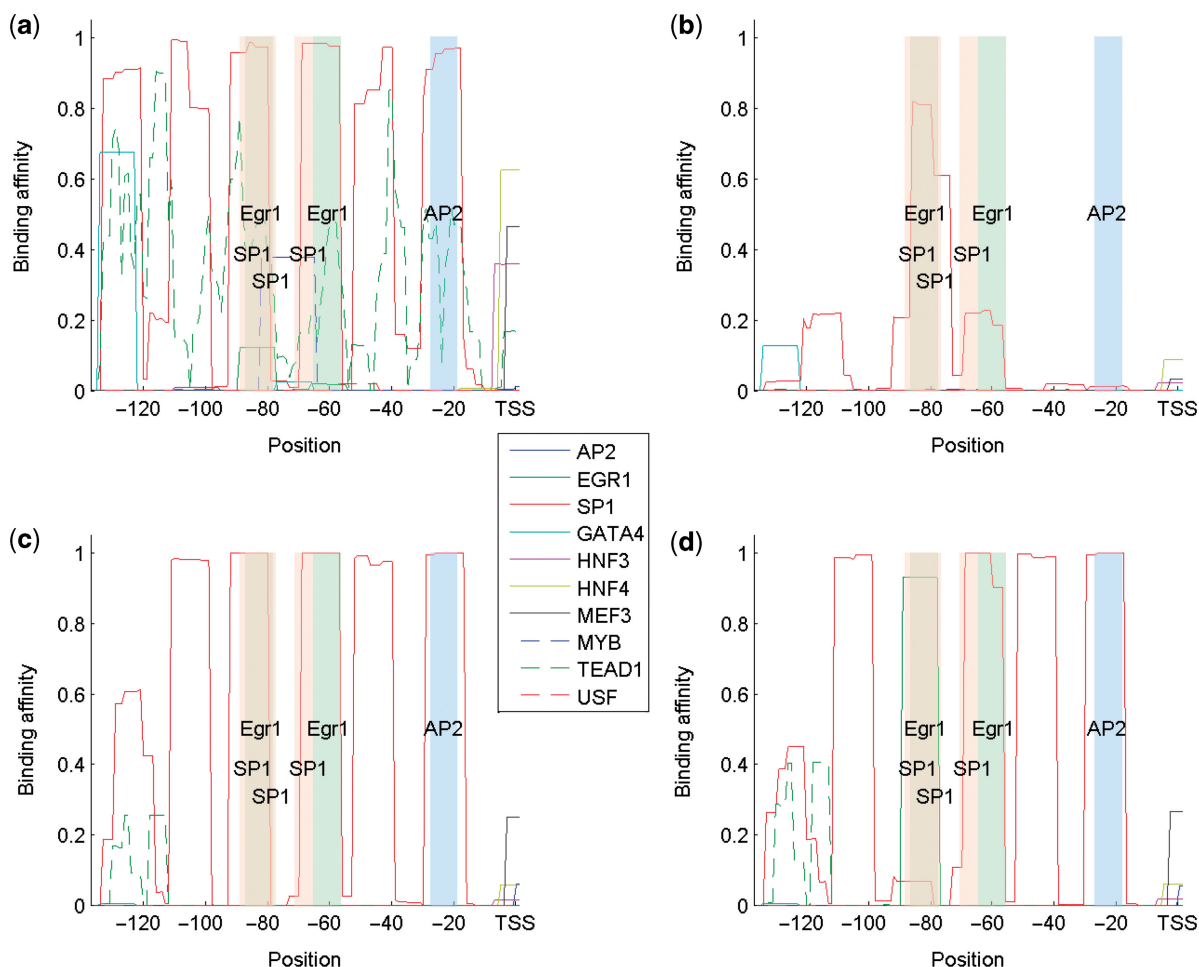 (a)
1
0.8
0.6
0.4
0.2
0
Binding affinity
Egr1
Egr1
AP2
SP1
SP1
SP1
−120
−100
−80
−60
−40
−20
TSS
Position
(b)
1
0.8
0.6
0.4
0.2
0
Binding affinity
Egr1
Egr1
AP2
SP1
SP1
SP1
−120
−100
−80
−60
−40
−20
TSS
Position
AP2
EGR1
SP1
GATA4
HNF3
HNF4
MEF3
MYB
TEAD1
USF
(c)
1
0.8
0.6
0.4
0.2
0
Binding affinity
Egr1
Egr1
AP2
SP1
SP1
SP1
−120
−100
−80
−60
−40
−20
TSS
Position
(d)
1
0.8
0.6
0.4
0.2
0
Binding affinity
Egr1
Egr1
AP2
SP1
SP1
SP1
−120
−100
−80
−60
−40
−20
TSS
Position